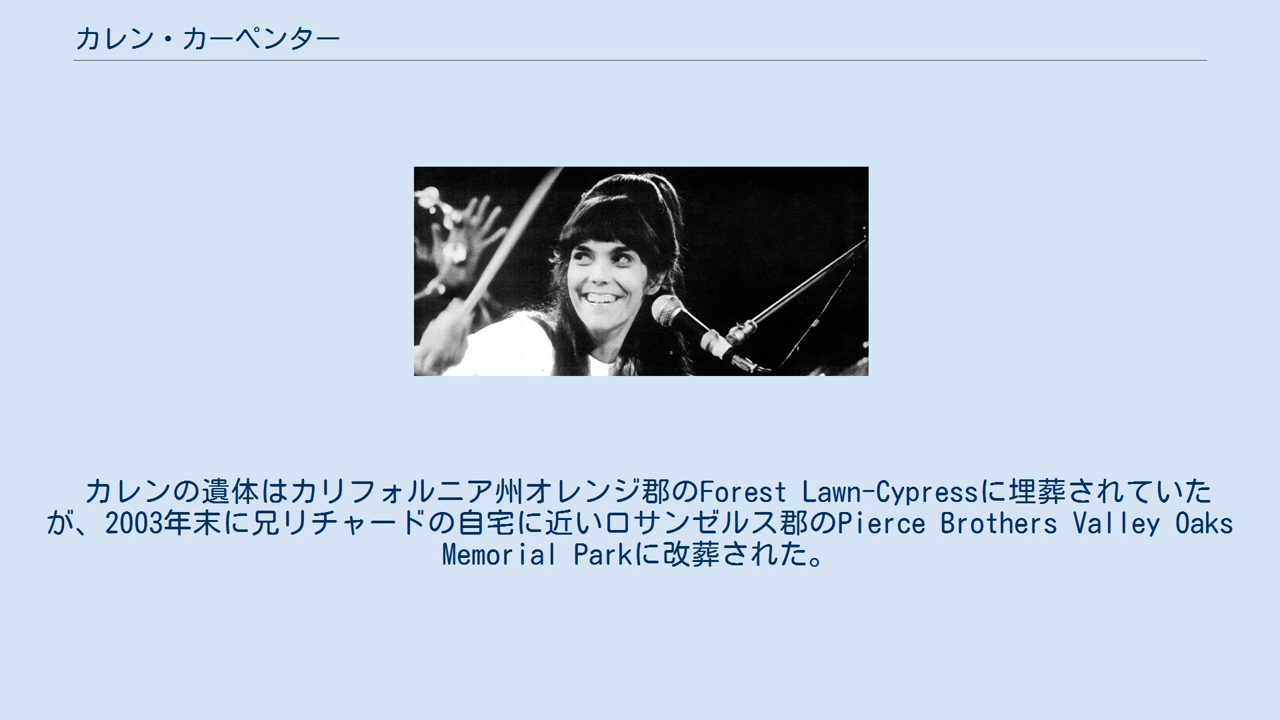 カレン・カーペンター
カレンの遺体はカリフォルニア州オレンジ郡のForest Lawn-Cypressに埋葬されていた
が、2003年末に兄リチャードの自宅に近いロサンゼルス郡のPierce Brothers Valley Oaks
Memorial Parkに改葬された。